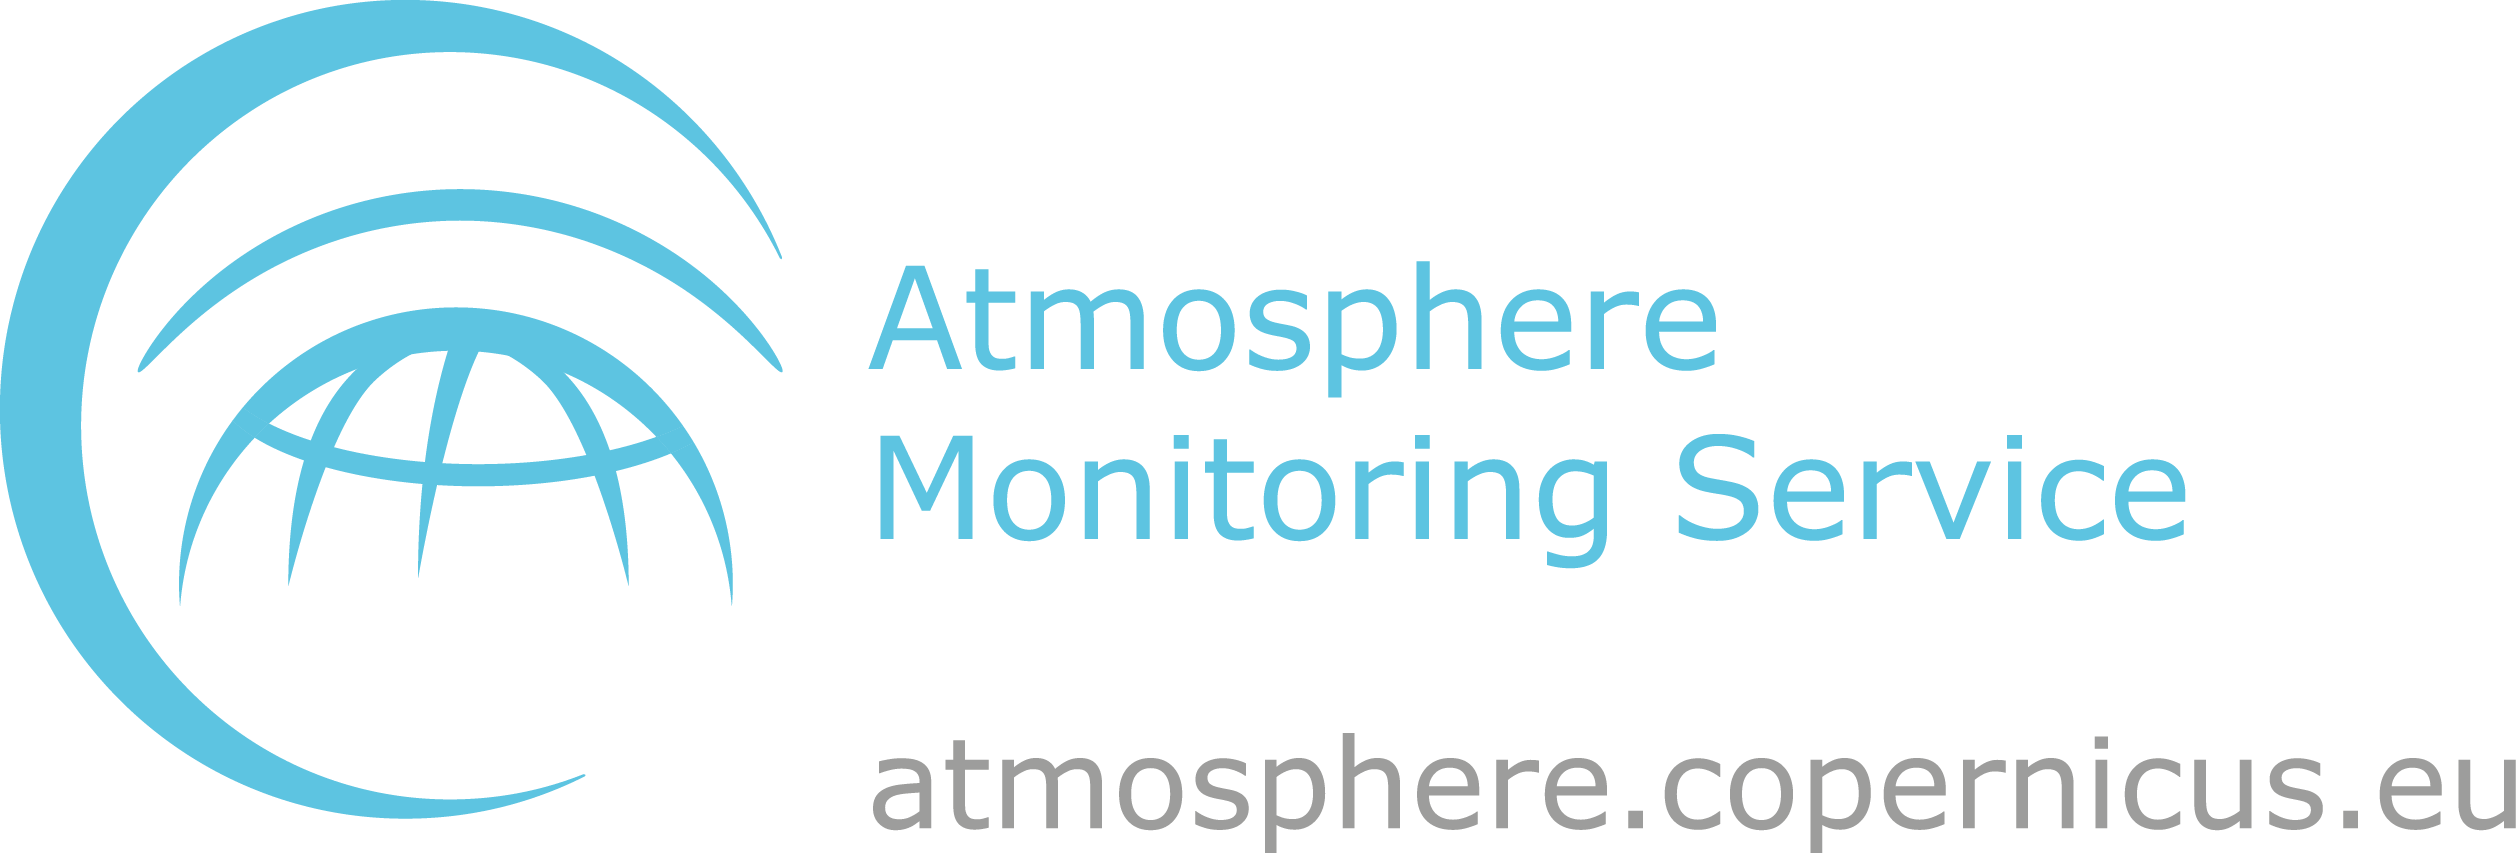 Atmosphere
Monitoring Service
atmosphere.copernicus.eu